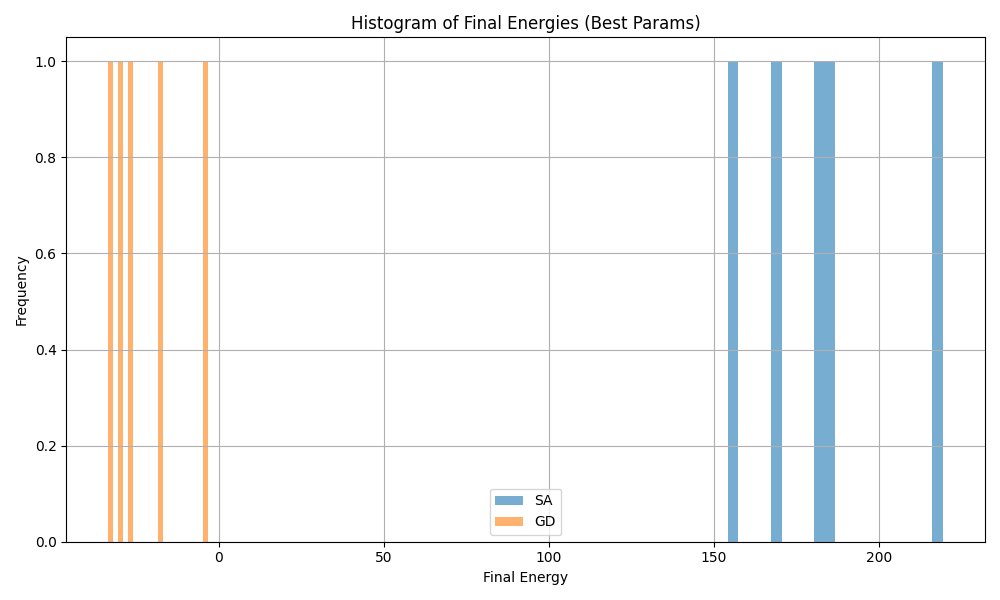 Histogram of Final Energies (Best Params)
1.0
0.8
0.6
0.4
0.2
0.0
Frequency
0
50
100
150
200
Final Energy
SA
GD